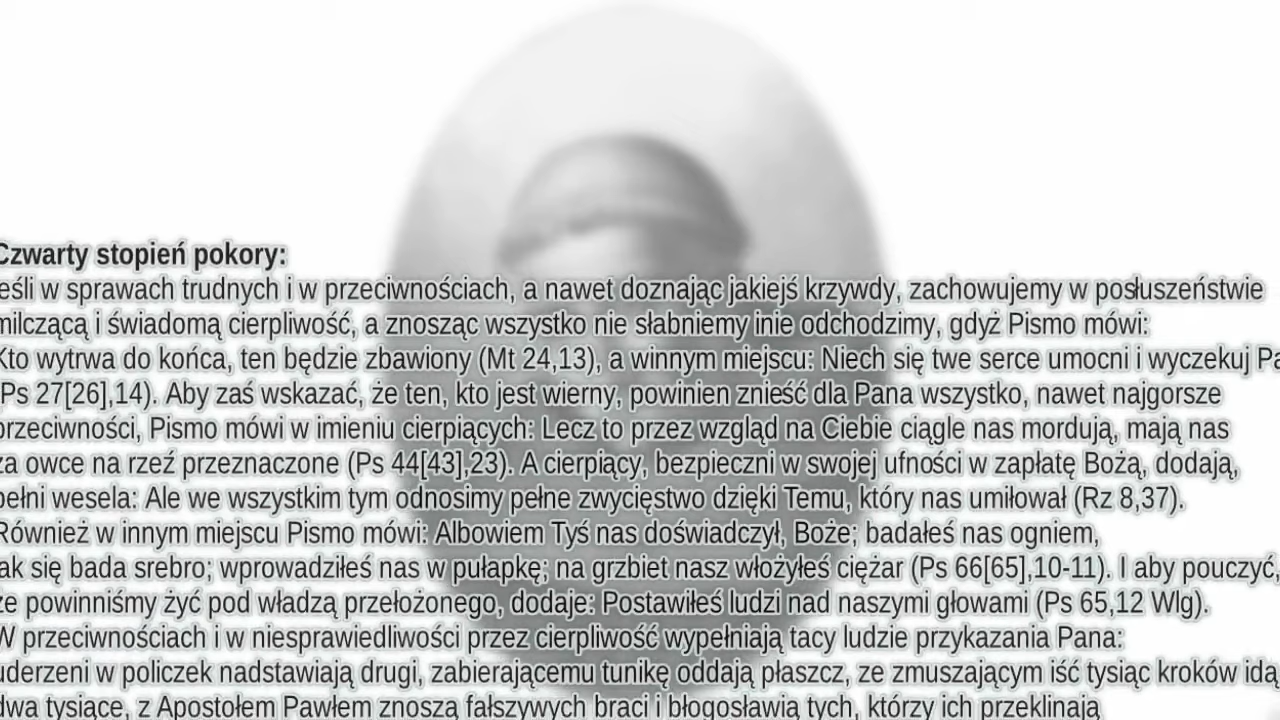 Czwarty stopień pokory:
eśli w sprawach trudnych i w przeciwnościach, a nawet doznając jakiejś krzywdy, zachowujemy w posłuszeństwie
milczącą i świadomą cierpliwość, a znosząc wszystko nie słabniemy inie odchodzimy, gdyż Pismo mówi:
Kto wytrwa do końca, ten będzie zbawiony (Mt 24,13), a winnym miejscu: Niech się twe serce umocni i wyczekuj Pa
(Ps 27[26],14). Aby zaś wskazać, że ten, kto jest wierny, powinien znieść dla Pana wszystko, nawet najgorsze
przeciwności, Pismo mówi w imieniu cierpiących: Lecz to przez wzgląd na Ciebie ciągle nas mordują, mają nas
za owce na rzeź przeznaczone (Ps 44[43],23). A cierpiący, bezpieczni w swojej ufności w zapłatę Bożą, dodają,
pełni wesela: Ale we wszystkim tym odnosimy pełne zwycięstwo dzięki Temu, który nas umiłował (Rz 8,37).
Również w innym miejscu Pismo mówi: Albowiem Tyś nas doświadczył, Boże; badałeś nas ogniem,
jak się bada srebro; wprowadziłeś nas w pułapkę; na grzbiet nasz włożyłeś ciężar (Ps 66[65],10-11). I aby pouczyć,
że powinniśmy żyć pod władzą przełożonego, dodaje: Postawiłeś ludzi nad naszymi głowami (Ps 65,12 Wlg).
W przeciwnościach i w niesprawiedliwości przez cierpliwość wypełniają tacy ludzie przykazania Pana:
uderzeni w policzek nadstawiają drugi, zabierającemu tunikę oddają płaszcz, ze zmuszającym iść tysiąc kroków idą
dwa tysiące, z Apostołem Pawłem znoszą fałszywych braci i błogosławią tych, którzy ich przeklinają